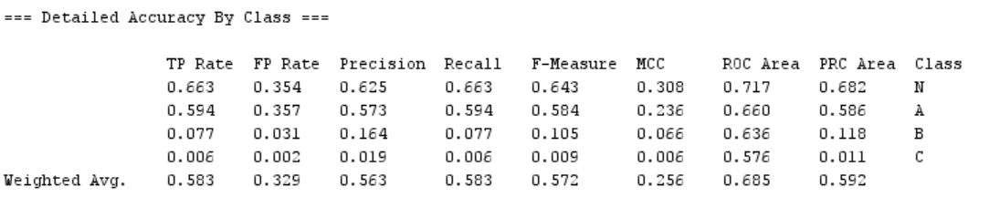 === Detailed Accuracy By Class ===
TP Rate FP Rate Precision Recall F-Measure MCC ROC Area PRC Area Class
0.663 0.354 0.625 0.663 0.643 0.308 0.717 0.682 N
0.594 0.357 0.573 0.594 0.584 0.236 0.660 0.586 A
0.077 0.031 0.164 0.077 0.105 0.066 0.636 0.118 B
0.006 0.002 0.019 0.006 0.009 0.006 0.576 0.011 C
Weighted Avg. 0.583 0.329 0.563 0.583 0.572 0.256 0.685 0.592